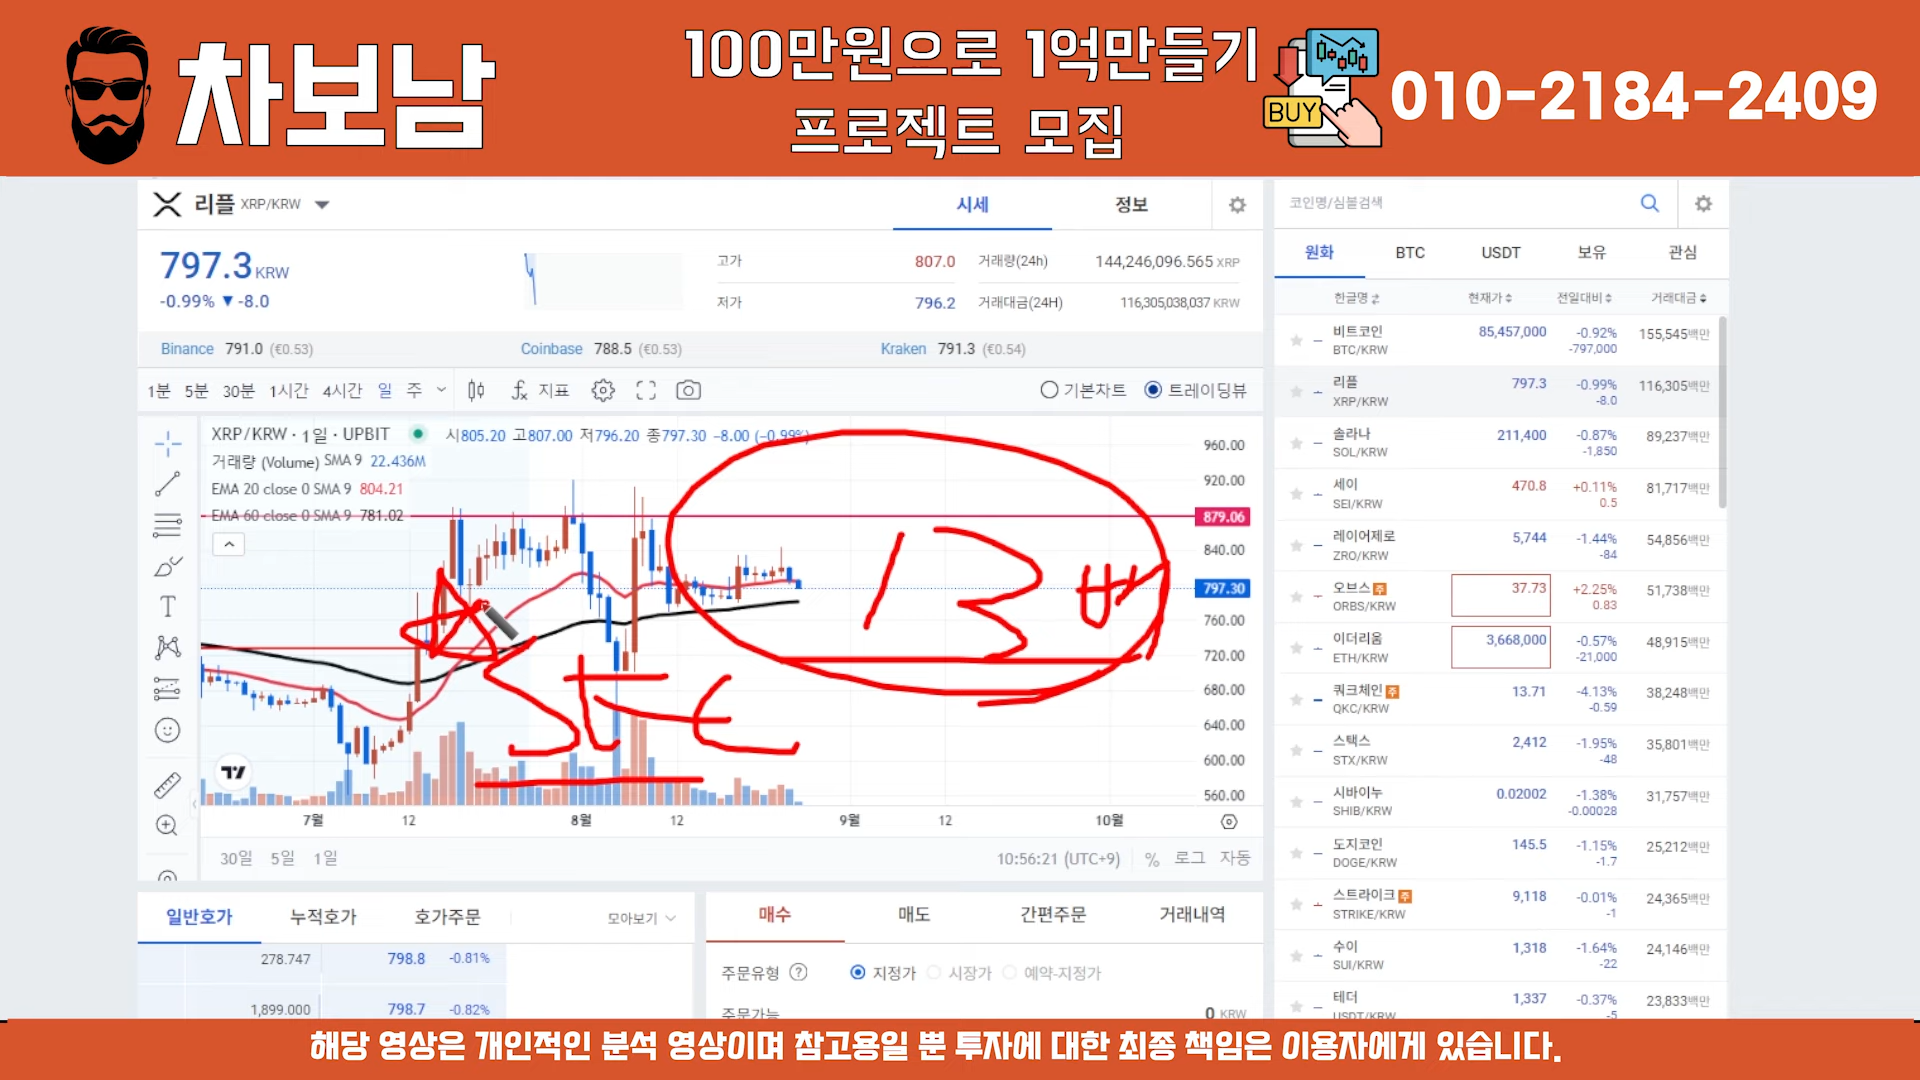 차보남
100만원으로 1억만들기
프로젝트 모집
BUY
010-2184-2409
리플 XRP/KRW
시세 정보
797.3 KRW
-0.99% ▼ -8.0
고가 807.0 거래량(24h) 144,246,096.565 XRP
저가 796.2 거래대금(24H) 116,305,038,037 KRW
Binance 791.0 (€0.53) Coinbase 788.5 (€0.53) Kraken 791.3 (€0.54)
1분 5분 30분 1시간 4시간 일 주 지표 기본차트 트레이딩뷰
XRP/KRW · 1일 · UPBIT 시805.20 고807.00 저796.20 종797.30 −8.00 (−0.99%)
거래량 (Volume) SMA 9 22.436M
EMA 20 close 0 SMA 9 804.21
EMA 60 close 0 SMA 9 781.02
960.00
920.00
879.06
840.00
797.30
760.00
720.00
680.00
640.00
600.00
560.00
13
7월 12 8월 12 9월 12 10월
30일 5일 1일 10:56:21 (UTC+9) % 로그 자동
일반호가 누적호가 호가주문 모아보기
278.747 798.8 -0.81%
1,899.000 798.7 -0.82%
매수 매도 간편주문 거래내역
주문유형 ? 지정가 시장가 예약-지정가
주문가능 0 KRW
코인명/심볼검색
원화 BTC USDT 보유 관심
한글명 현재가 전일대비 거래대금
비트코인 85,457,000 -0.92% 155,545백만
BTC/KRW -797,000
리플 797.3 -0.99% 116,305백만
XRP/KRW -8.0
솔라나 211,400 -0.87% 89,237백만
SOL/KRW -1,850
세이 470.8 +0.11% 81,717백만
SEI/KRW 0.5
레이어제로 5,744 -1.44% 54,856백만
ZRO/KRW -84
오브스 주 37.73 +2.25% 51,738백만
ORBS/KRW 0.83
이더리움 3,668,000 -0.57% 48,915백만
ETH/KRW -21,000
쿼크체인 주 13.71 -4.13% 38,248백만
QKC/KRW -0.59
스택스 2,412 -1.95% 35,801백만
STX/KRW -48
시바이누 0.02002 -1.38% 31,757백만
SHIB/KRW -0.00028
도지코인 145.5 -1.15% 25,212백만
DOGE/KRW -1.7
스트라이크 주 9,118 -0.01% 24,365백만
STRIKE/KRW -1
수이 1,318 -1.64% 24,146백만
SUI/KRW -22
테더 1,337 -0.37% 23,833백만
USDT/KRW -5
해당 영상은 개인적인 분석 영상이며 참고용일 뿐 투자에 대한 최종 책임은 이용자에게 있습니다.